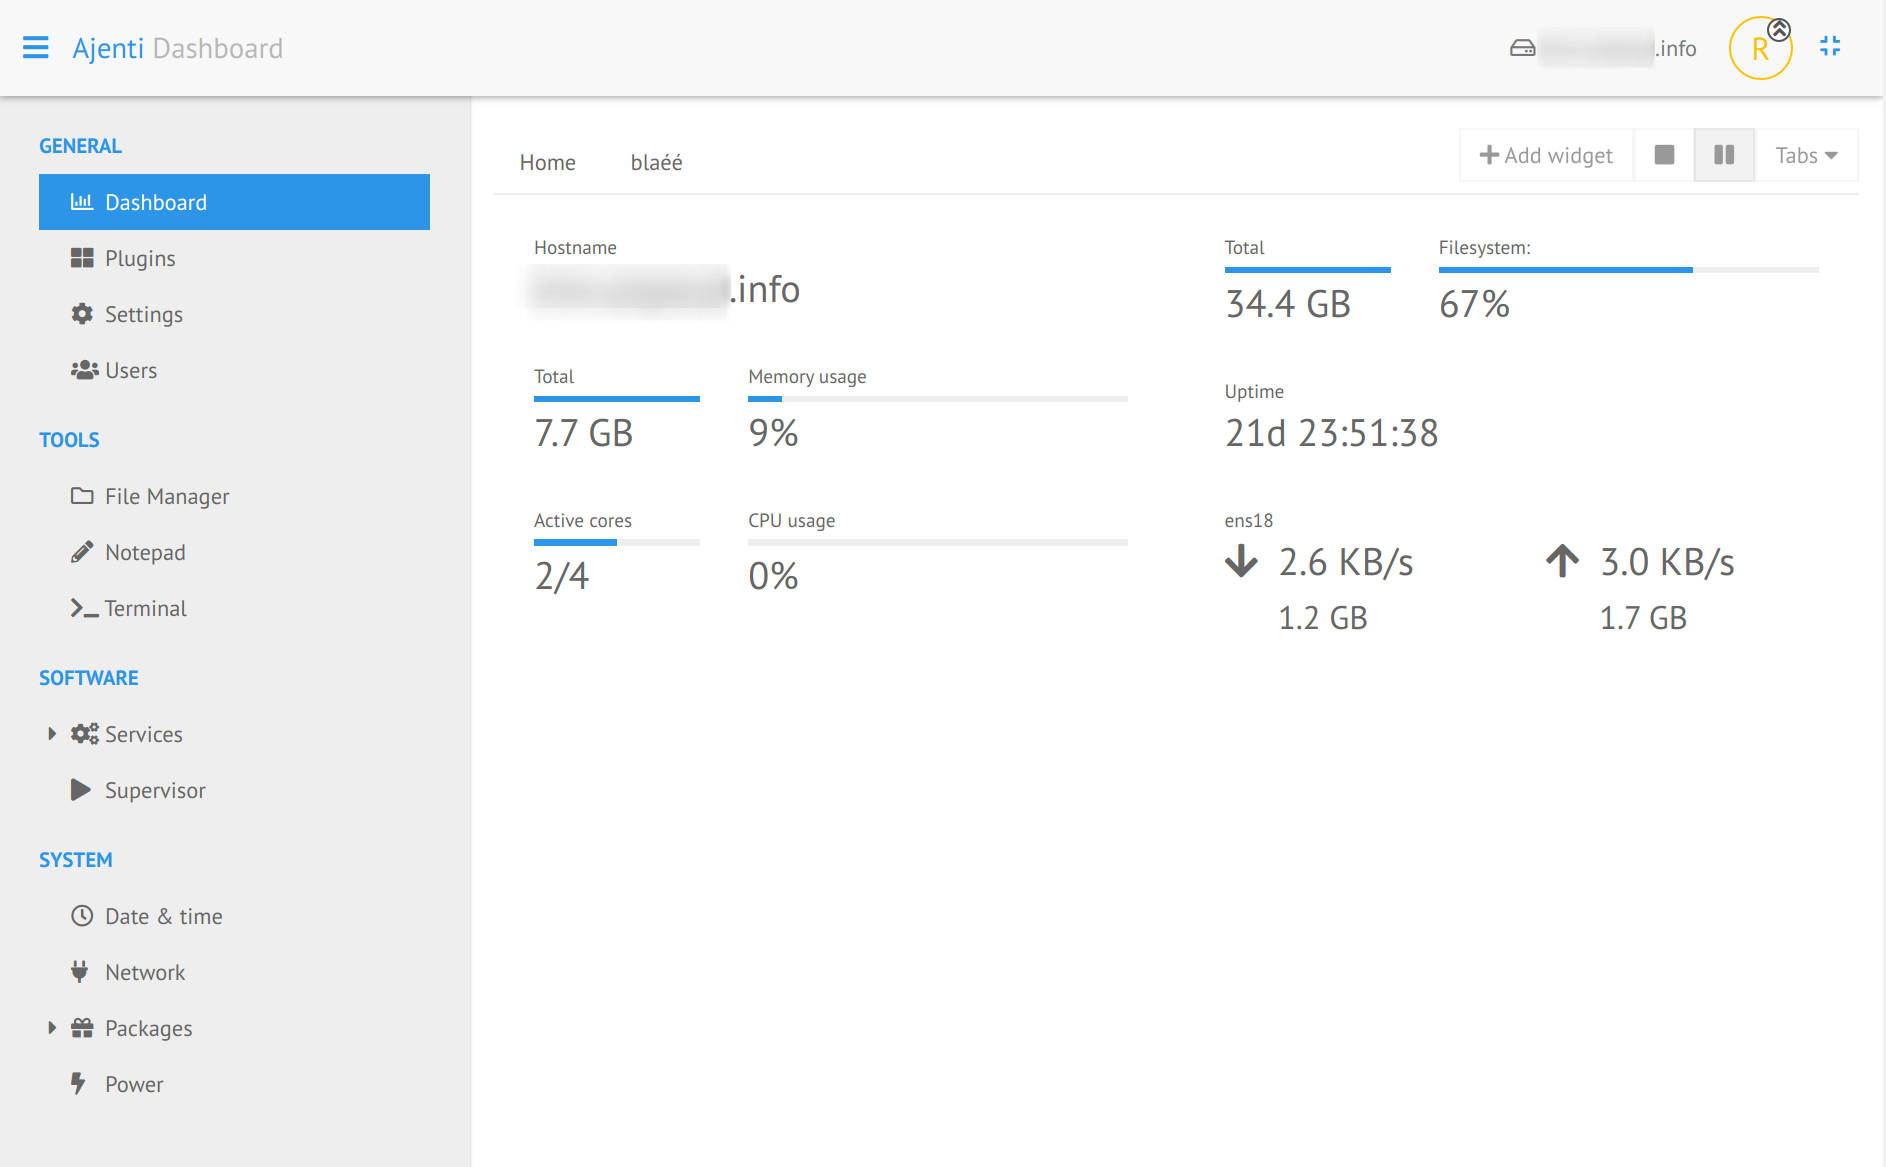 Ajenti Dashboard
.info
R
GENERAL
Dashboard
Plugins
Settings
Users
TOOLS
File Manager
Notepad
Terminal
SOFTWARE
Services
Supervisor
SYSTEM
Date & time
Network
Packages
Power
Home blaéé
Add widget
Tabs
Hostname
.info
Total
7.7 GB
Memory usage
9%
Active cores
2/4
CPU usage
0%
Total
34.4 GB
Filesystem:
67%
Uptime
21d 23:51:38
ens18
2.6 KB/s 3.0 KB/s
1.2 GB 1.7 GB